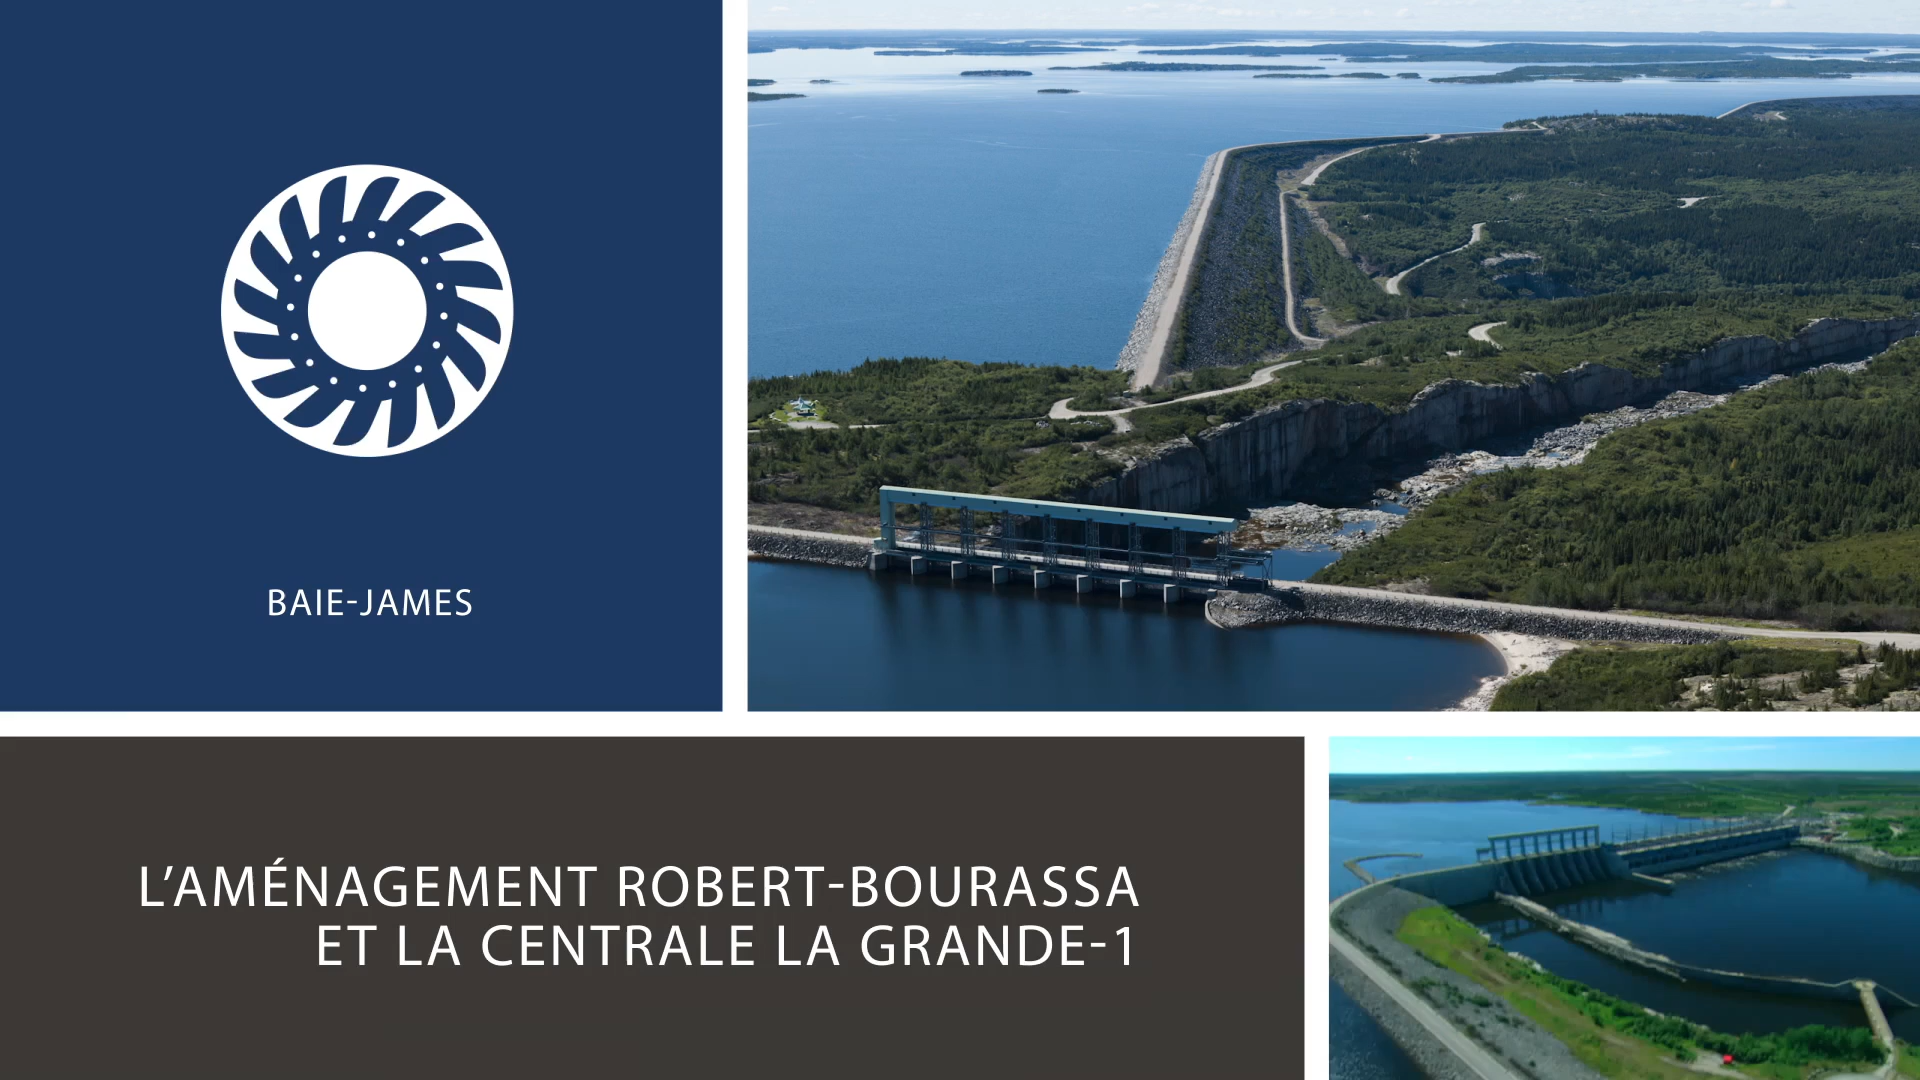 BAIE-JAMES
L’AMÉNAGEMENT ROBERT-BOURASSA
ET LA CENTRALE LA GRANDE-1